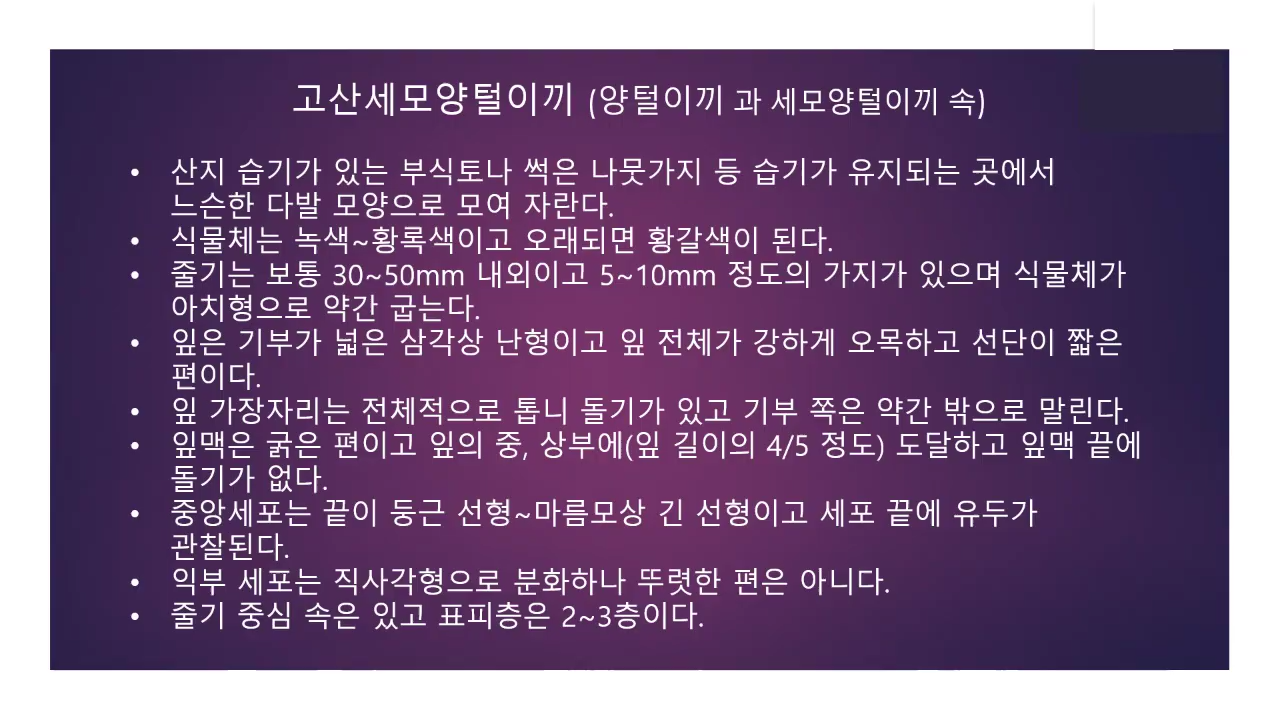 고산세모양털이끼 (양털이끼 과 세모양털이끼 속)
• 산지 습기가 있는 부식토나 썩은 나뭇가지 등 습기가 유지되는 곳에서
느슨한 다발 모양으로 모여 자란다.
• 식물체는 녹색~황록색이고 오래되면 황갈색이 된다.
• 줄기는 보통 30~50mm 내외이고 5~10mm 정도의 가지가 있으며 식물체가
아치형으로 약간 굽는다.
• 잎은 기부가 넓은 삼각상 난형이고 잎 전체가 강하게 오목하고 선단이 짧은
편이다.
• 잎 가장자리는 전체적으로 톱니 돌기가 있고 기부 쪽은 약간 밖으로 말린다.
• 잎맥은 굵은 편이고 잎의 중, 상부에(잎 길이의 4/5 정도) 도달하고 잎맥 끝에
돌기가 없다.
• 중앙세포는 끝이 둥근 선형~마름모상 긴 선형이고 세포 끝에 유두가
관찰된다.
• 익부 세포는 직사각형으로 분화하나 뚜렷한 편은 아니다.
• 줄기 중심 속은 있고 표피층은 2~3층이다.